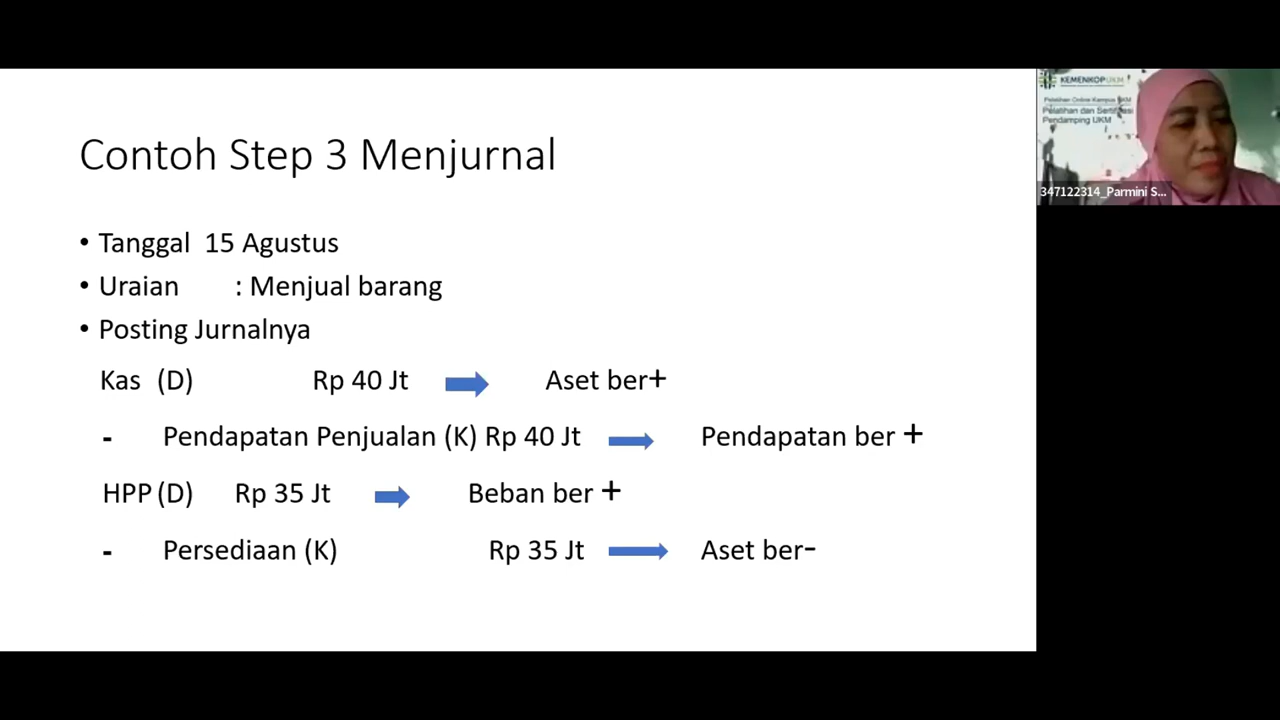 Contoh Step 3 Menjurnal
• Tanggal 15 Agustus
• Uraian : Menjual barang
• Posting Jurnalnya
Kas (D) Rp 40 Jt Aset ber+
- Pendapatan Penjualan (K) Rp 40 Jt Pendapatan ber +
HPP (D) Rp 35 Jt Beban ber +
- Persediaan (K) Rp 35 Jt Aset ber-
KEMENKOPUKM
Pelatihan Online Kampus UKM
Pelatihan dan Sertifikasi
Pendamping UKM
347122314_Parmini S...